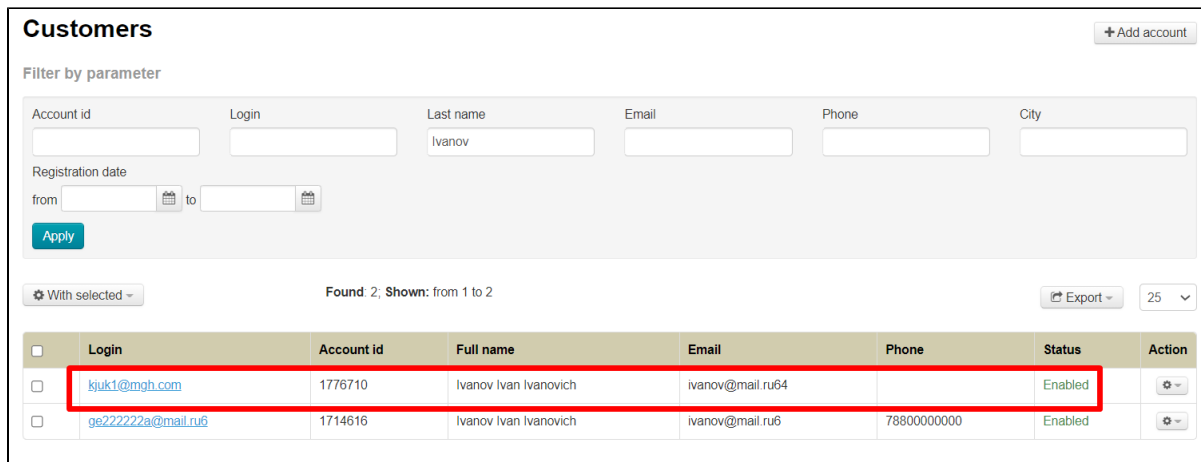 Customers
+ Add account
Filter by parameter
Account id Login Last name Email Phone City
Ivanov
Registration date
from to
Apply
With selected Found: 2; Shown: from 1 to 2 Export 25
Login Account id Full name Email Phone Status Action
kjuk1@mgh.com 1776710 Ivanov Ivan Ivanovich ivanov@mail.ru64 Enabled
ge222222a@mail.ru6 1714616 Ivanov Ivan Ivanovich ivanov@mail.ru6 78800000000 Enabled